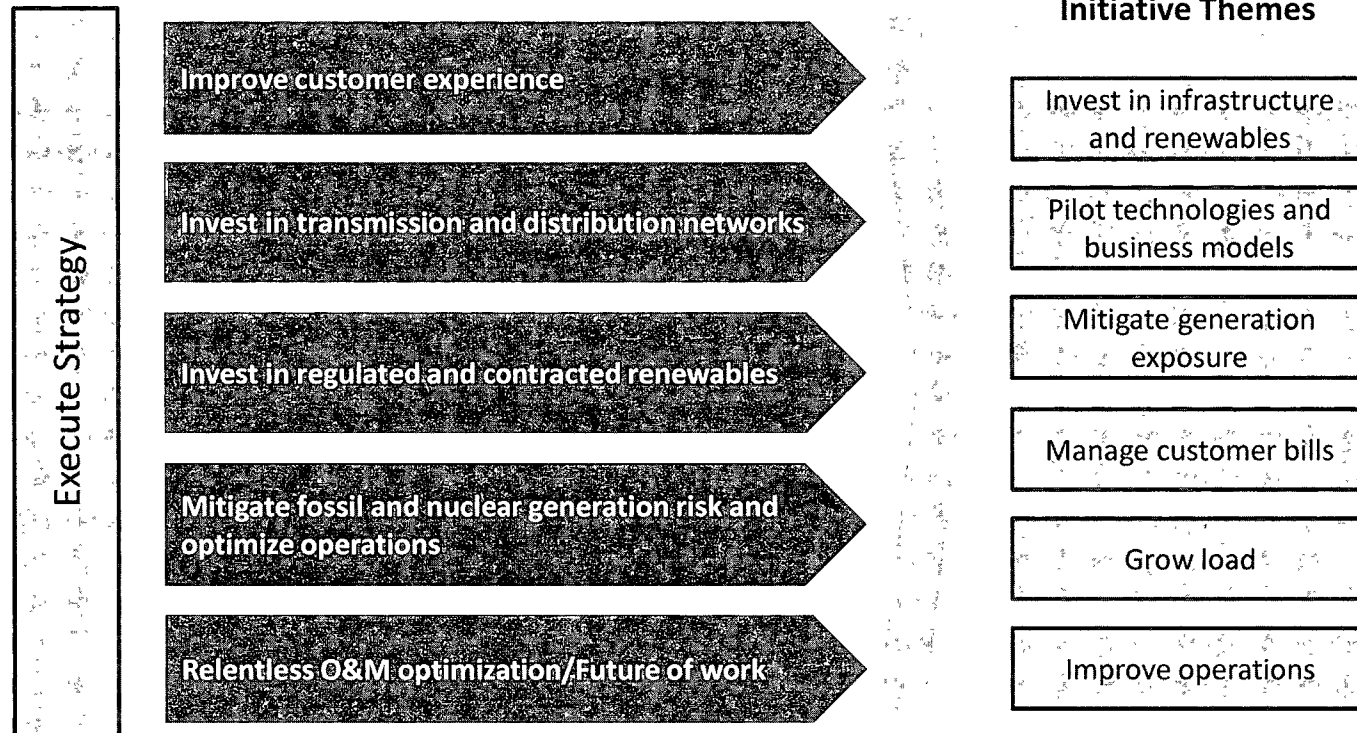 Initiative Themes
Execute Strategy
Improve customer experience
Invest in transmission and distribution networks
Invest in regulated and contracted renewables
Mitigate fossil and nuclear generation risk and
optimize operations
Relentless O&M optimization/Future of work
Invest in infrastructure
and renewables
Pilot technologies and
business models
Mitigate generation
exposure
Manage customer bills
Grow load
Improve operations